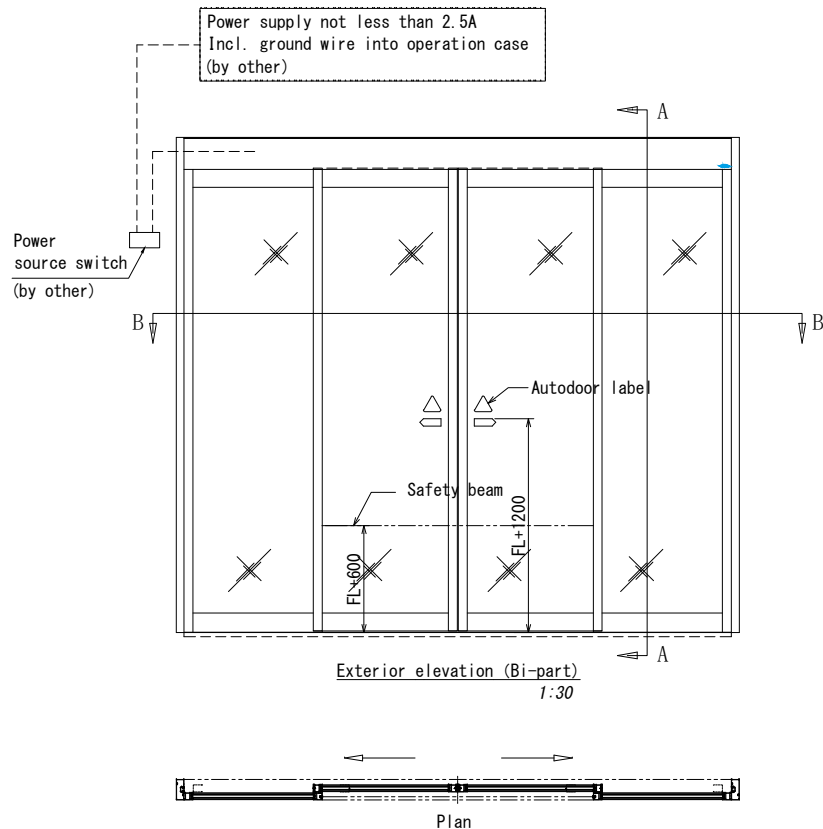 Power supply not less than 2.5A
Incl. ground wire into operation case
(by other)
A
Power
source switch
(by other)
B
B
Autodoor label
Safety beam
FL+1200
FL+600
A
Exterior elevation (Bi-part)
1:30
Plan